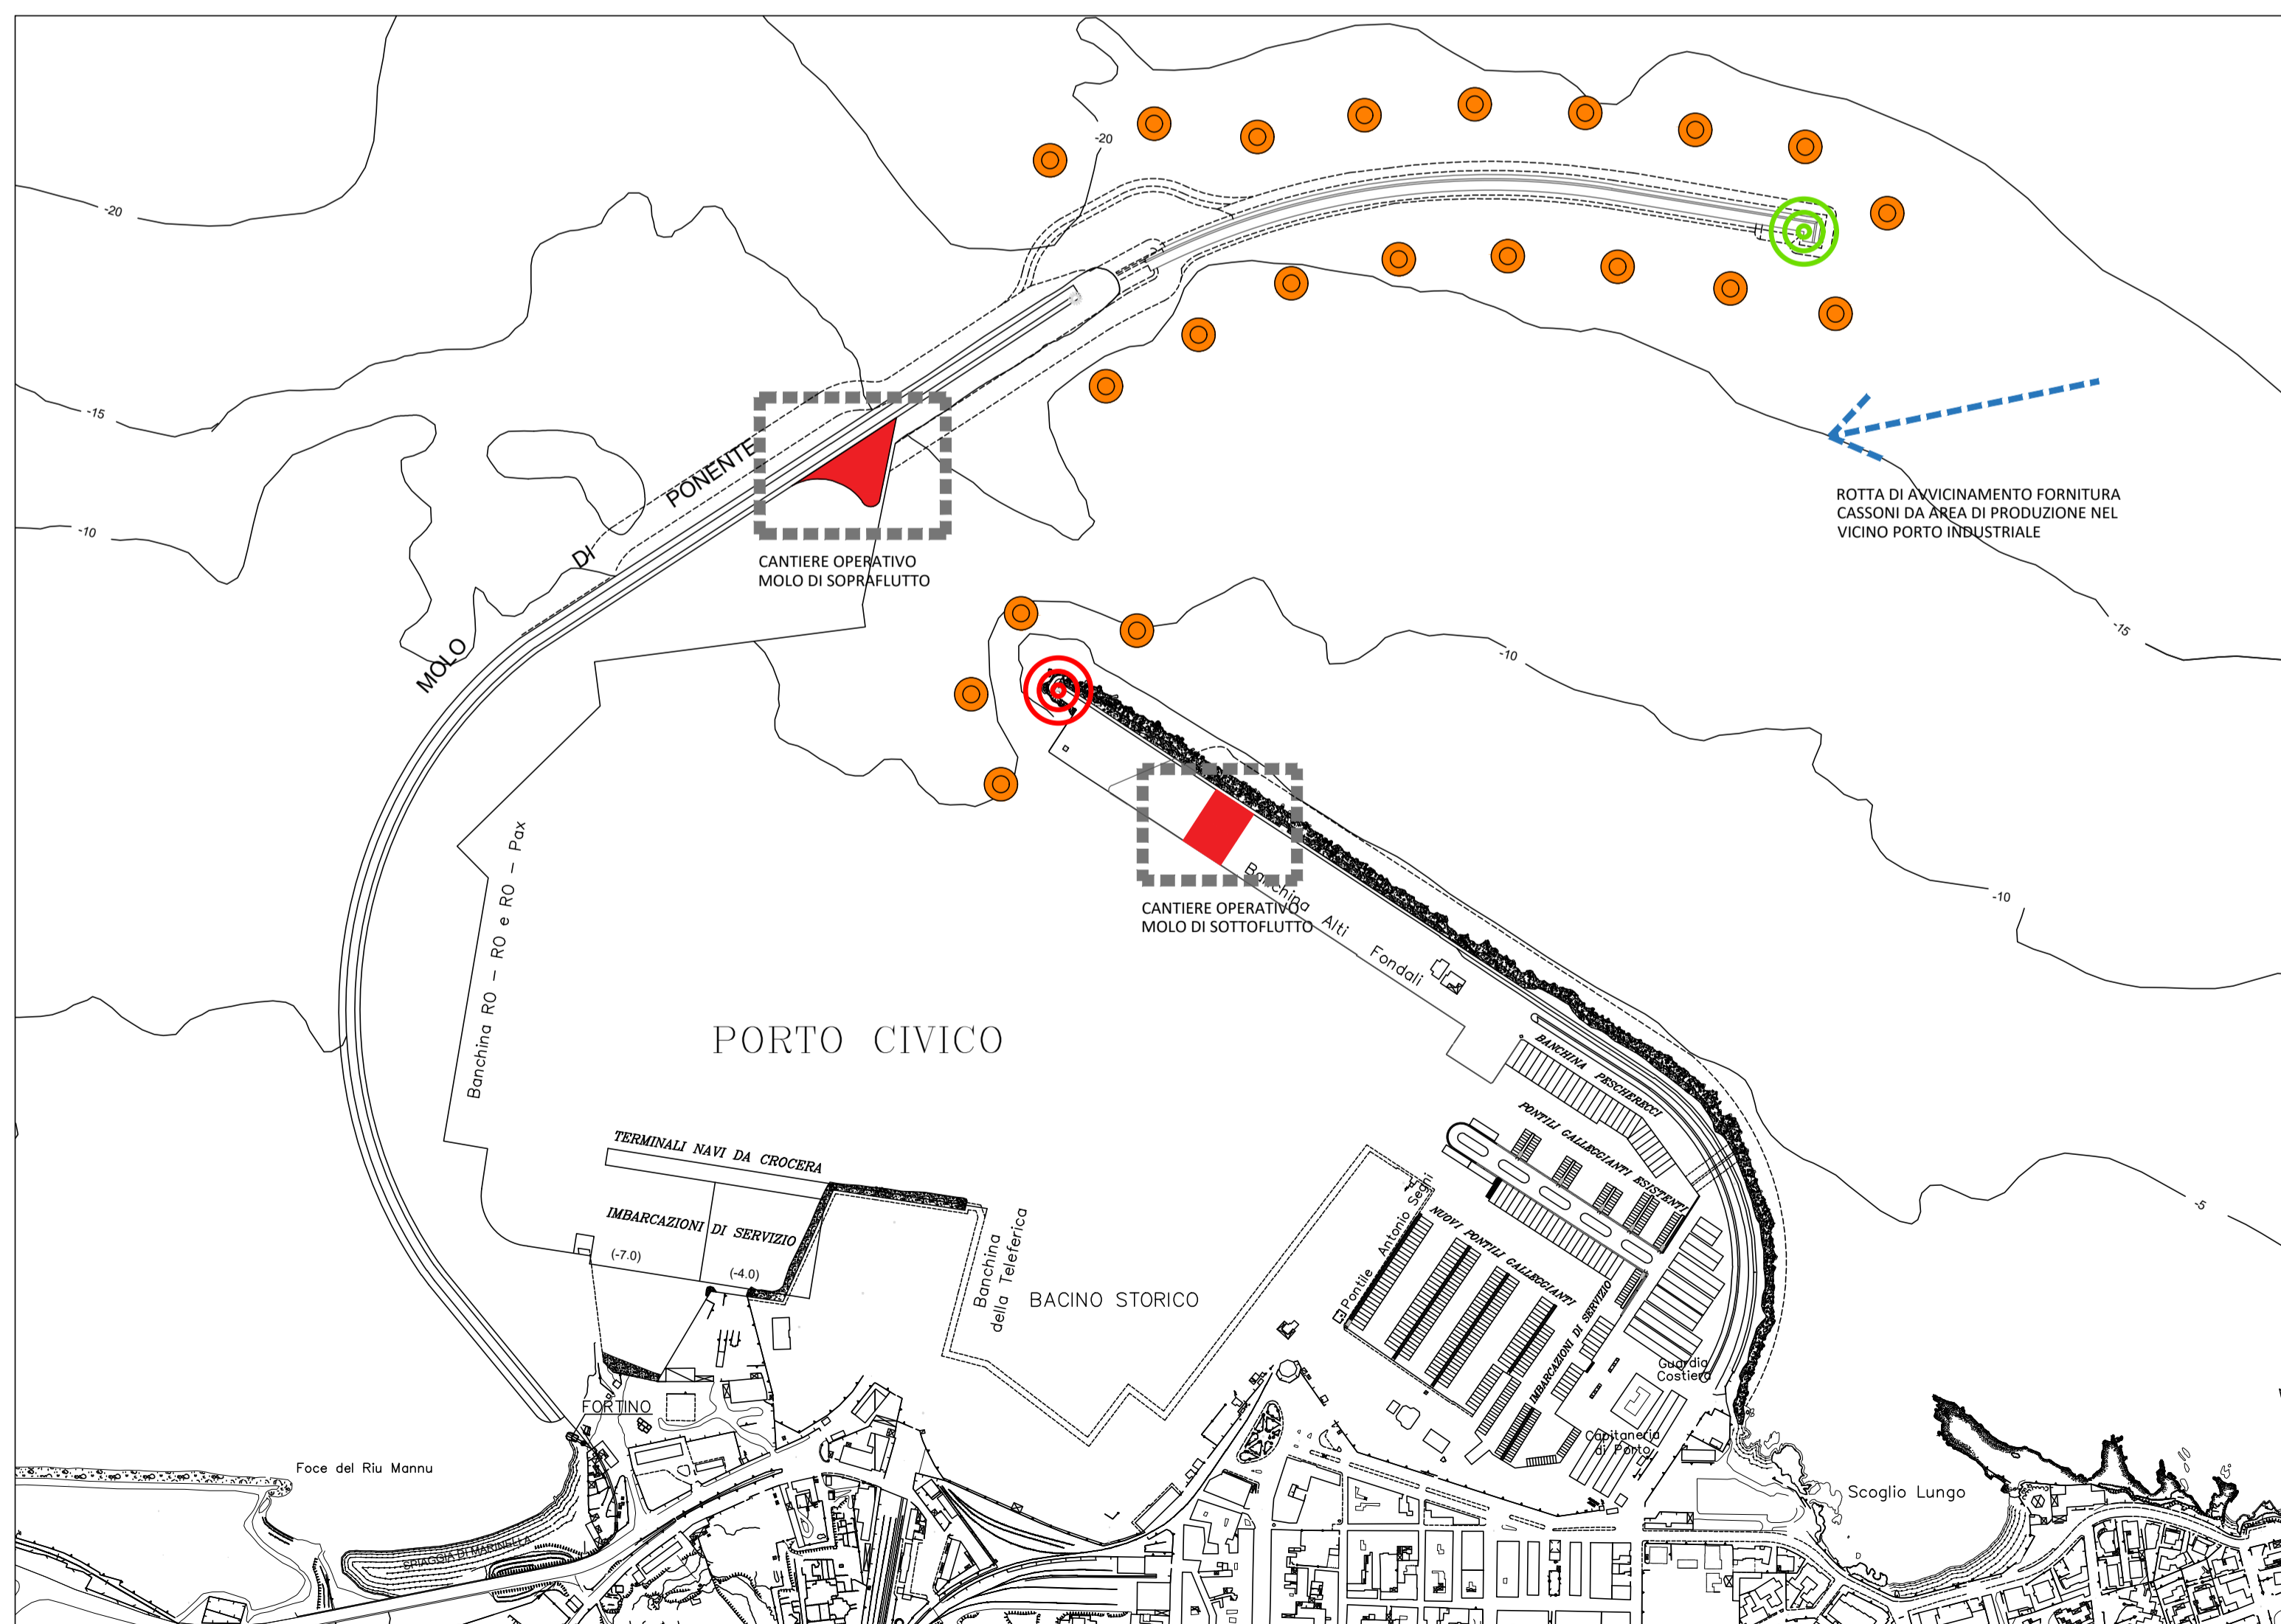 -20
-20
-15
-10
MOLO DI PONENTE
ROTTA DI AVVICINAMENTO FORNITURA
CASSONI DA AREA DI PRODUZIONE NEL
VICINO PORTO INDUSTRIALE
CANTIERE OPERATIVO
MOLO DI SOPRAFLUTTO
-15
-10
-10
CANTIERE OPERATIVO
MOLO DI SOTTOFLUTTO
Banchina Alti Fondali
Banchina RO - RO e RO - Pax
PORTO CIVICO
BANCHINA PESCHERECCI
PONTILI GALLEGGIANTI ESISTENTI
TERMINALI NAVI DA CROCERA
IMBARCAZIONI DI SERVIZIO
(-7.0)
(-4.0)
Banchina
della Teleferica
BACINO STORICO
Pontile Antonio Segni
NUOVI PONTILI GALLEGGIANTI
IMBARCAZIONI DI SERVIZIO
-5
Guardia
Costiera
Capitaneria
di Porto
FORTINO
Foce del Riu Mannu
SPIAGGIA DI MARINELLA
Scoglio Lungo